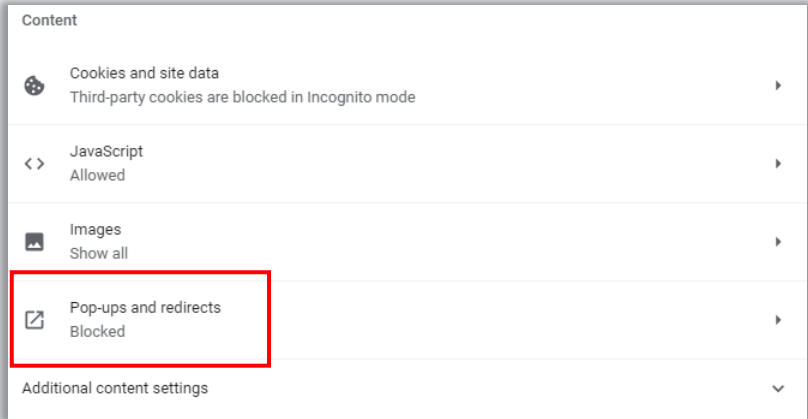 Content
Cookies and site data
Third-party cookies are blocked in Incognito mode
JavaScript
Allowed
Images
Show all
Pop-ups and redirects
Blocked
Additional content settings